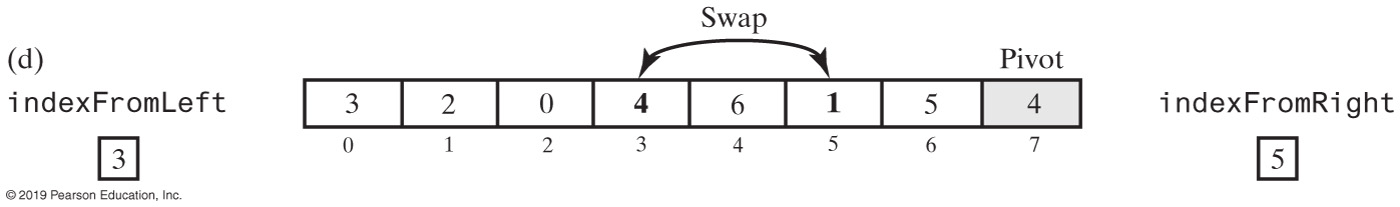 Swap
(d)
Pivot
indexFromLeft
3 2 0 4 6 1 5 4
indexFromRight
0 1 2 3 4 5 6 7
3
5
© 2019 Pearson Education, Inc.